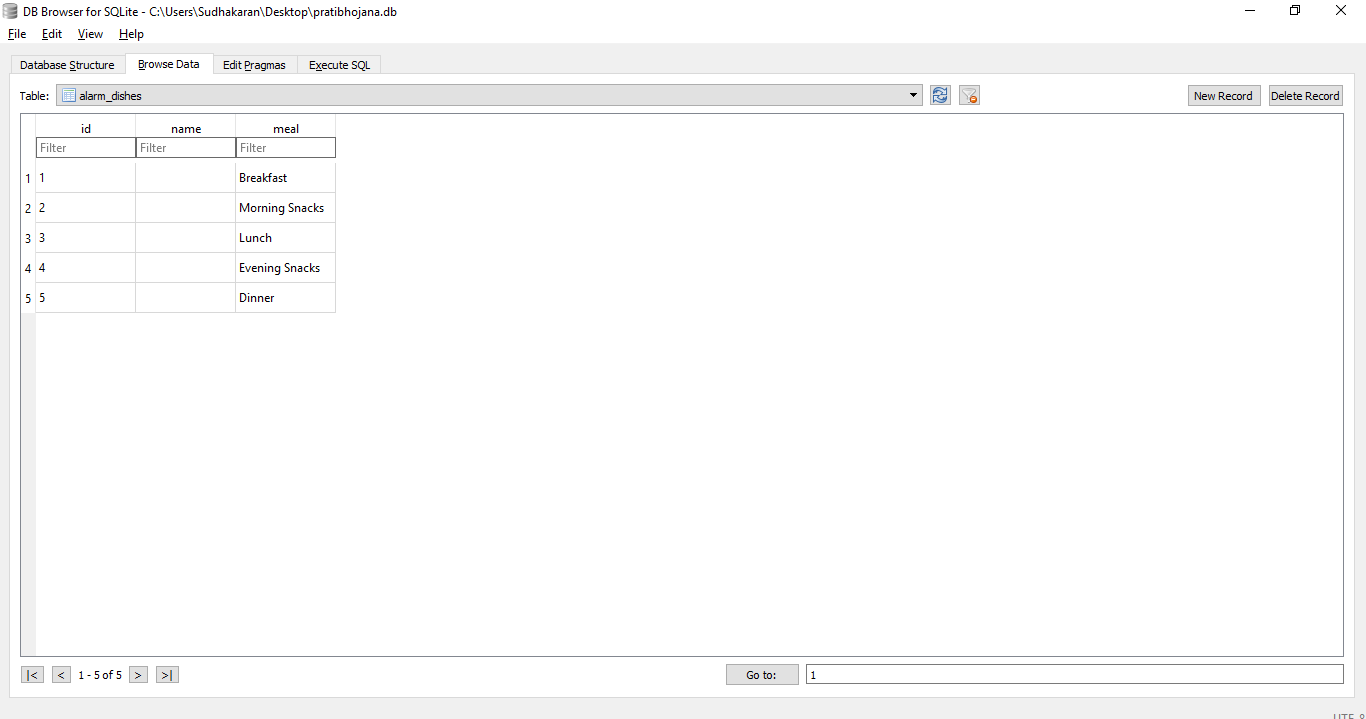 DB Browser for SQLite - C:\Users\Sudhakaran\Desktop\pratibhojana.db
File Edit View Help
Database Structure Browse Data Edit Pragmas Execute SQL
Table: alarm_dishes New Record Delete Record
id name meal
Filter Filter Filter
1 1 Breakfast
2 2 Morning Snacks
3 3 Lunch
4 4 Evening Snacks
5 5 Dinner
|< < 1 - 5 of 5 > >| Go to: 1